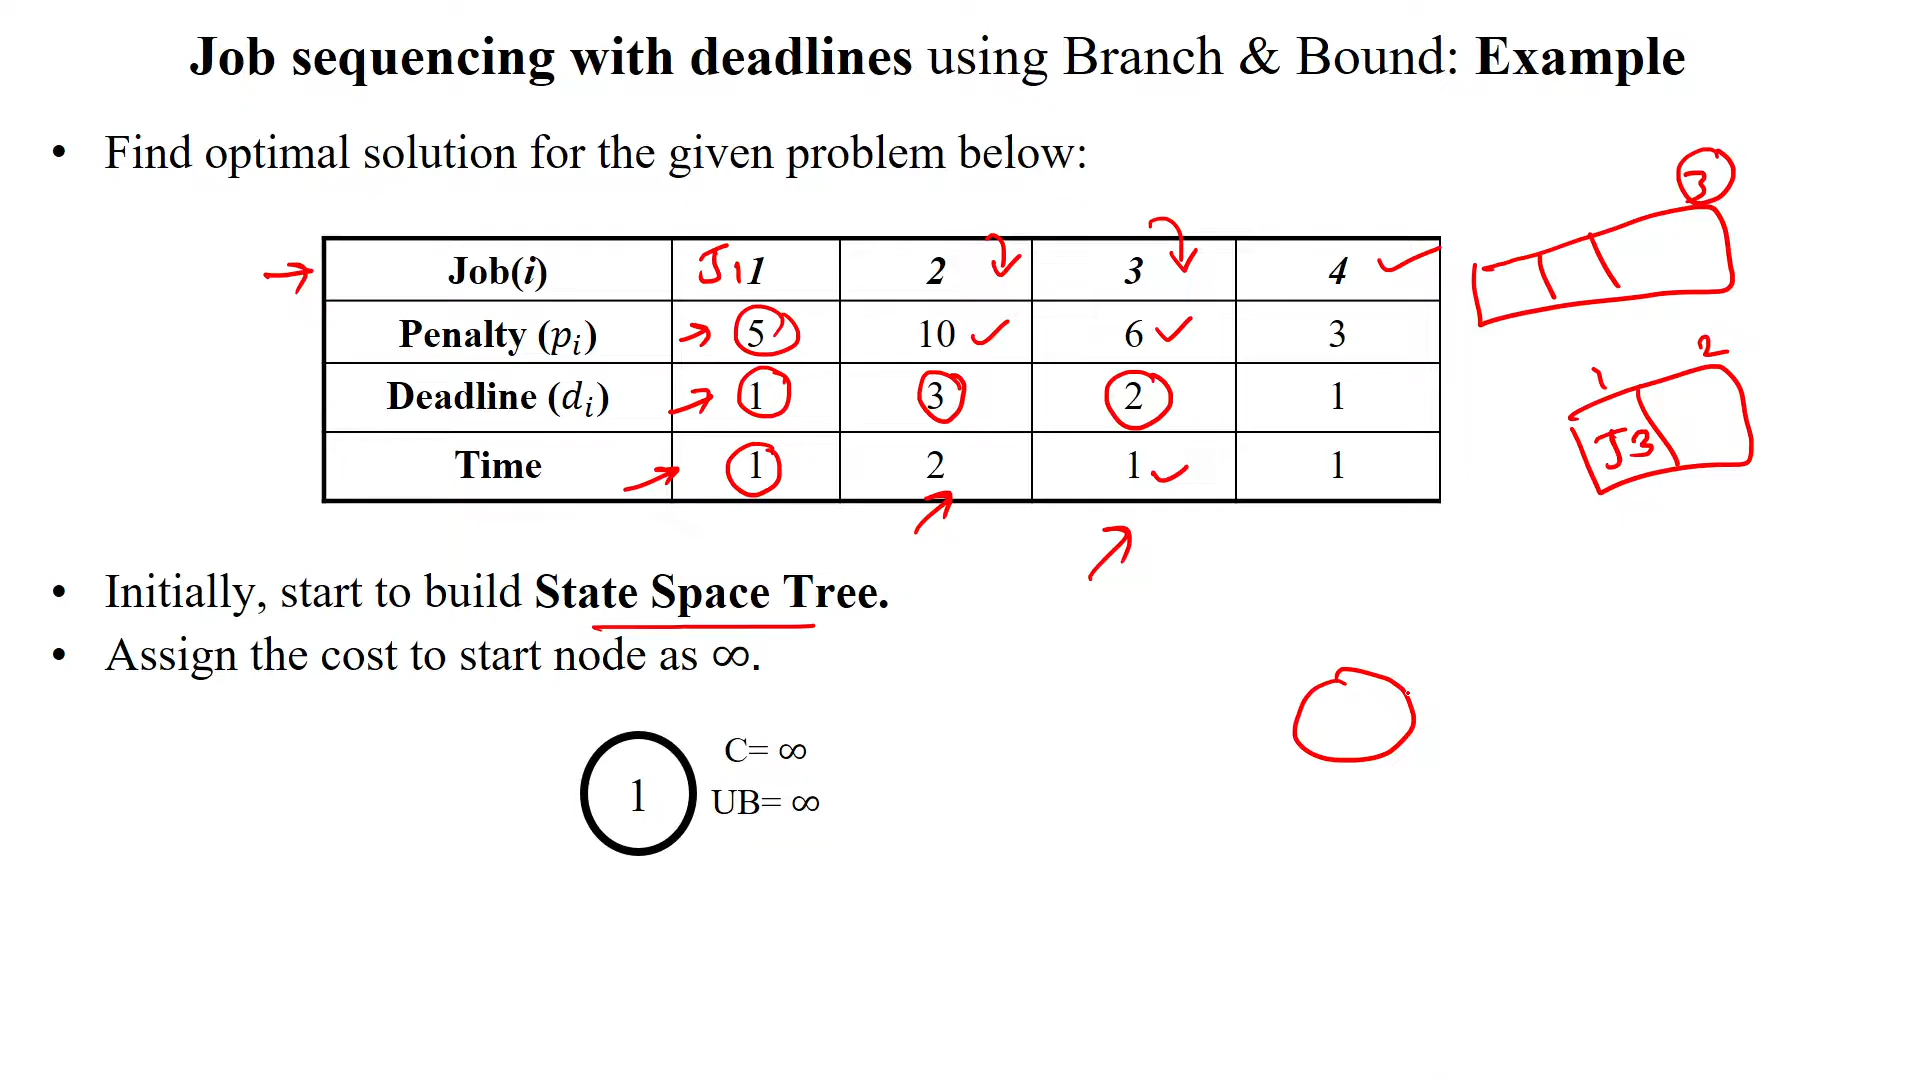 Job sequencing with deadlines using Branch & Bound: Example
• Find optimal solution for the given problem below:
3
Job(i) J1 1 2 3 4
Penalty (pᵢ) 5 10 6 3
1 2
Deadline (dᵢ) 1 3 2 1
J3
Time 1 2 1 1
• Initially, start to build State Space Tree.
• Assign the cost to start node as ∞.
C= ∞
1
UB= ∞